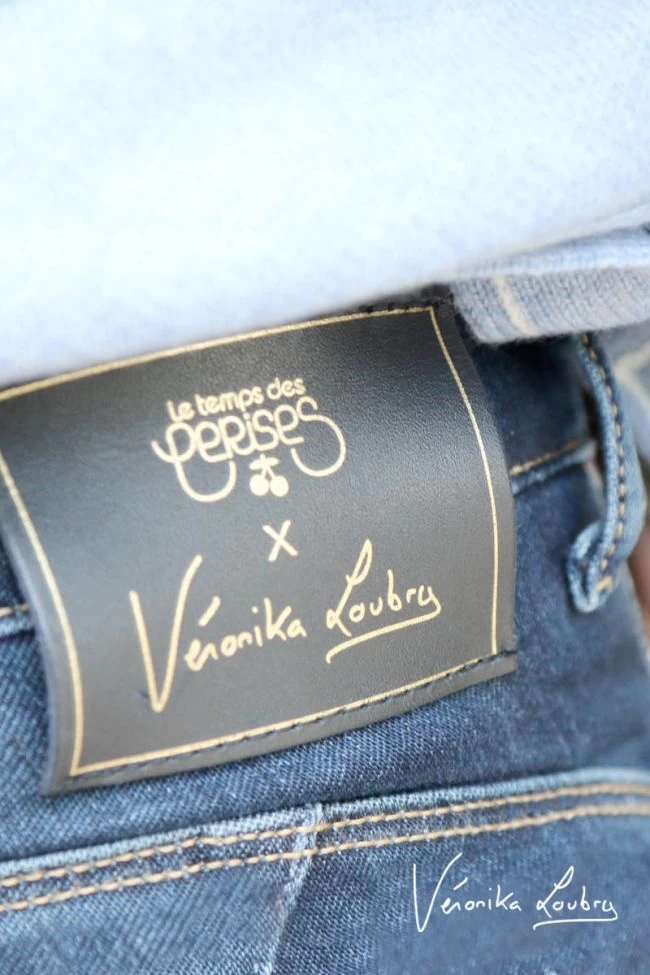 le temps des
cerises
x
Véronika Loubry
Véronika Loubry